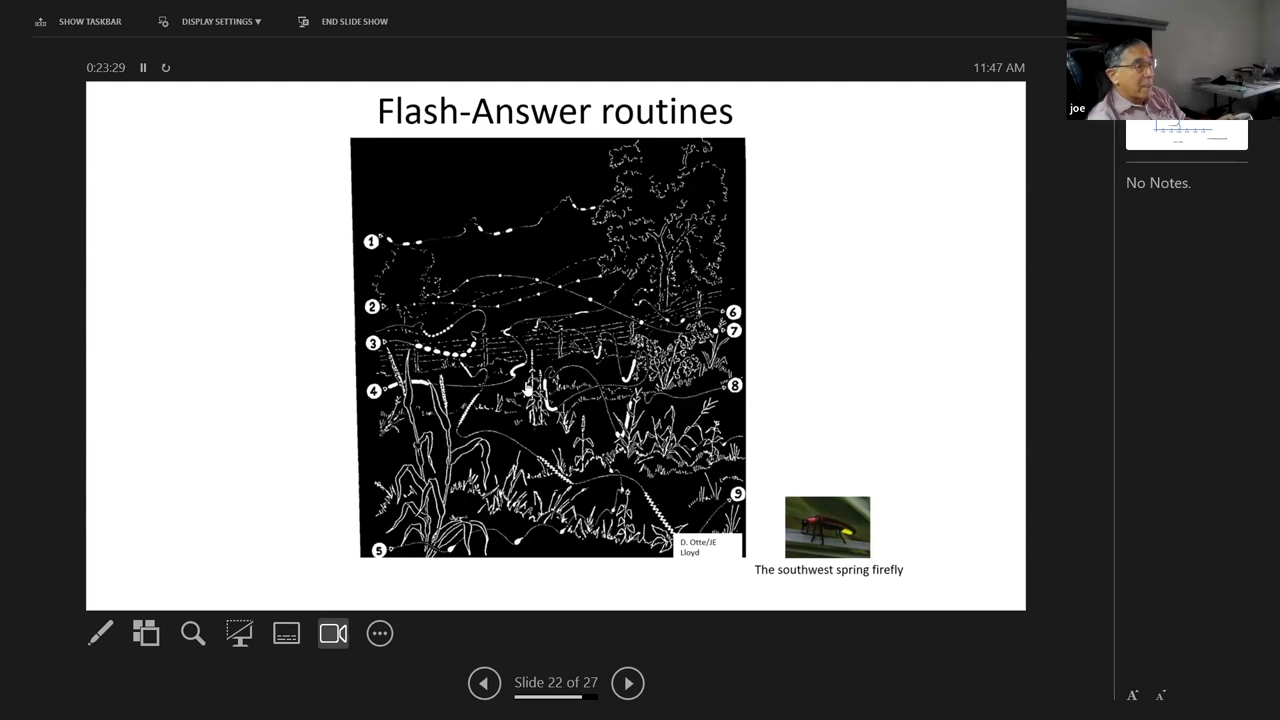 SHOW TASKBAR
DISPLAY SETTINGS ▼
END SLIDE SHOW
0:23:29
11:47 AM
joe
Flash-Answer routines
No Notes.
1
2
3
4
5
6
7
8
9
D. Otte/JE
Lloyd
The southwest spring firefly
Slide 22 of 27
A
A